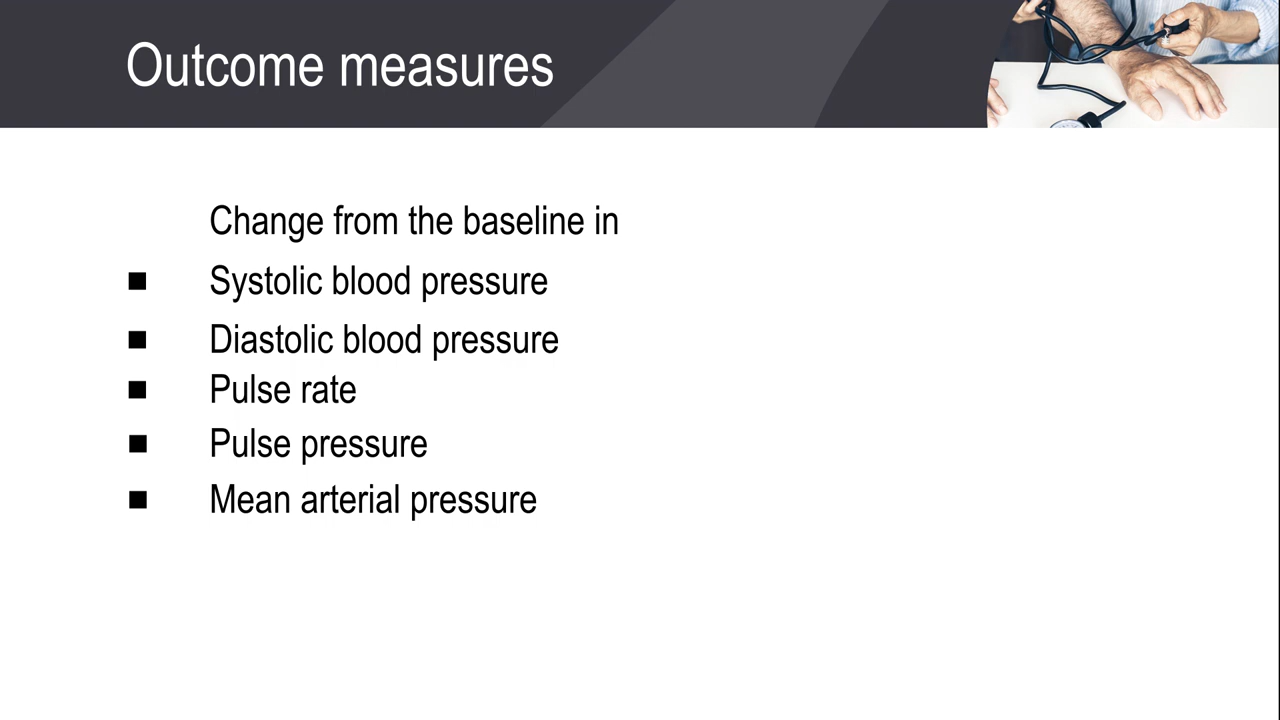 Outcome measures
Change from the baseline in
■ Systolic blood pressure
■ Diastolic blood pressure
■ Pulse rate
■ Pulse pressure
■ Mean arterial pressure